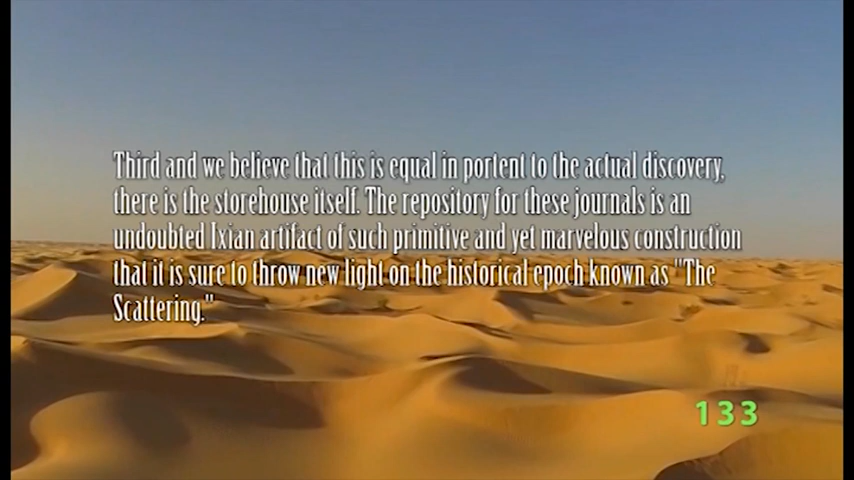 Third and we believe that this is equal in portent to the actual discovery,
there is the storehouse itself. The repository for these journals is an
undoubted Ixian artifact of such primitive and yet marvelous construction
that it is sure to throw new light on the historical epoch known as "The
Scattering."
133